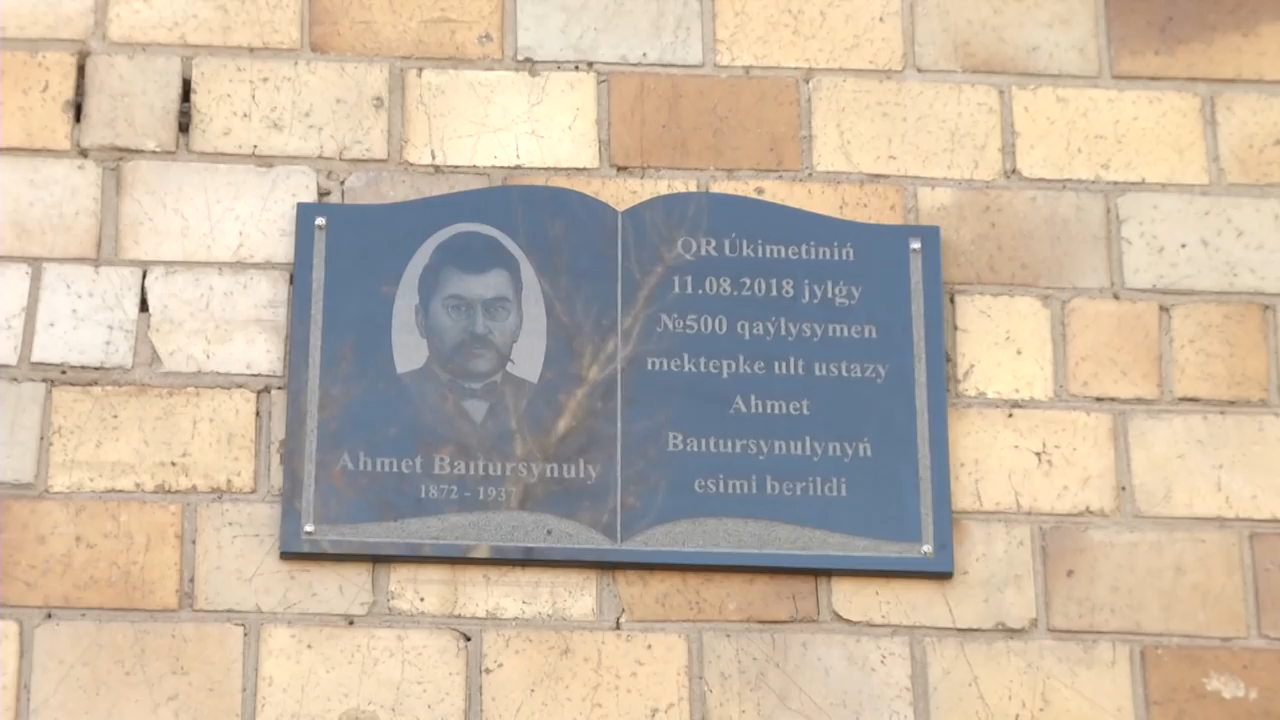 Ahmet Baıtursynuly
1872 - 1937
QR Úkimetiniń
11.08.2018 jylǵy
№500 qaýlysymen
mektepke ult ustazy
Ahmet
Baıtursynulynyń
esimi berildi